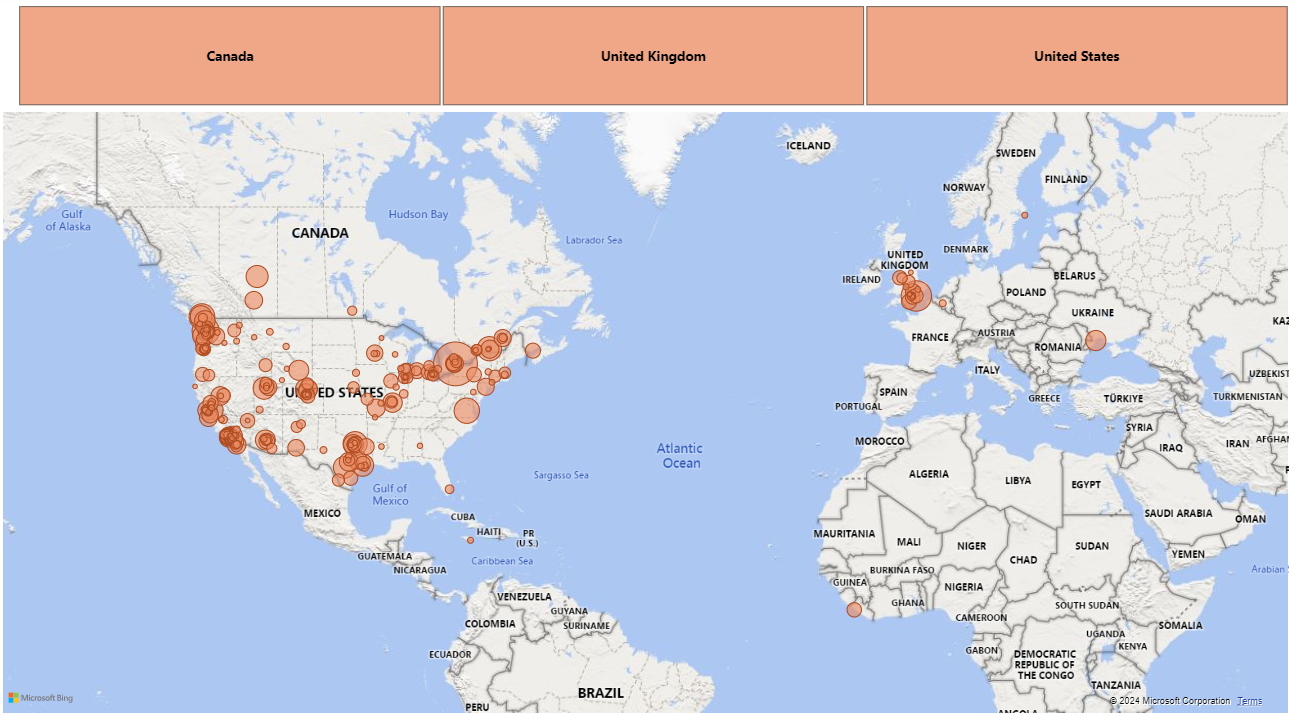 Canada
United Kingdom
United States
ICELAND
SWEDEN
FINLAND
NORWAY
Gulf
of Alaska
Hudson Bay
CANADA
Labrador Sea
DENMARK
UNITED
KINGDOM
IRELAND
BELARUS
POLAND
UKRAINE
KAZ
FRANCE
AUSTRIA
ROMANIA
ITALY
UZBEKIST
UNITED STATES
SPAIN
GREECE
TÜRKIYE
TURKMENISTAN
PORTUGAL
SYRIA
MOROCCO
IRAQ
IRAN
AFGHAN
Atlantic
Ocean
Sargasso Sea
ALGERIA
LIBYA
EGYPT
Gulf of
Mexico
MEXICO
CUBA
HAITI
PR
(U.S.)
SAUDI ARABIA
OMAN
MAURITANIA
MALI
NIGER
CHAD
SUDAN
YEMEN
GUATEMALA
Caribbean Sea
NICARAGUA
BURKINA FASO
Arabian S
GUINEA
NIGERIA
VENEZUELA
GUYANA
GHANA
SOUTH SUDAN
COLOMBIA
SURINAME
CAMEROON
SOMALIA
UGANDA
KENYA
ECUADOR
GABON
DEMOCRATIC
REPUBLIC OF
THE CONGO
TANZANIA
BRAZIL
Microsoft Bing
PERU
© 2024 Microsoft Corporation Terms
ANGOLA